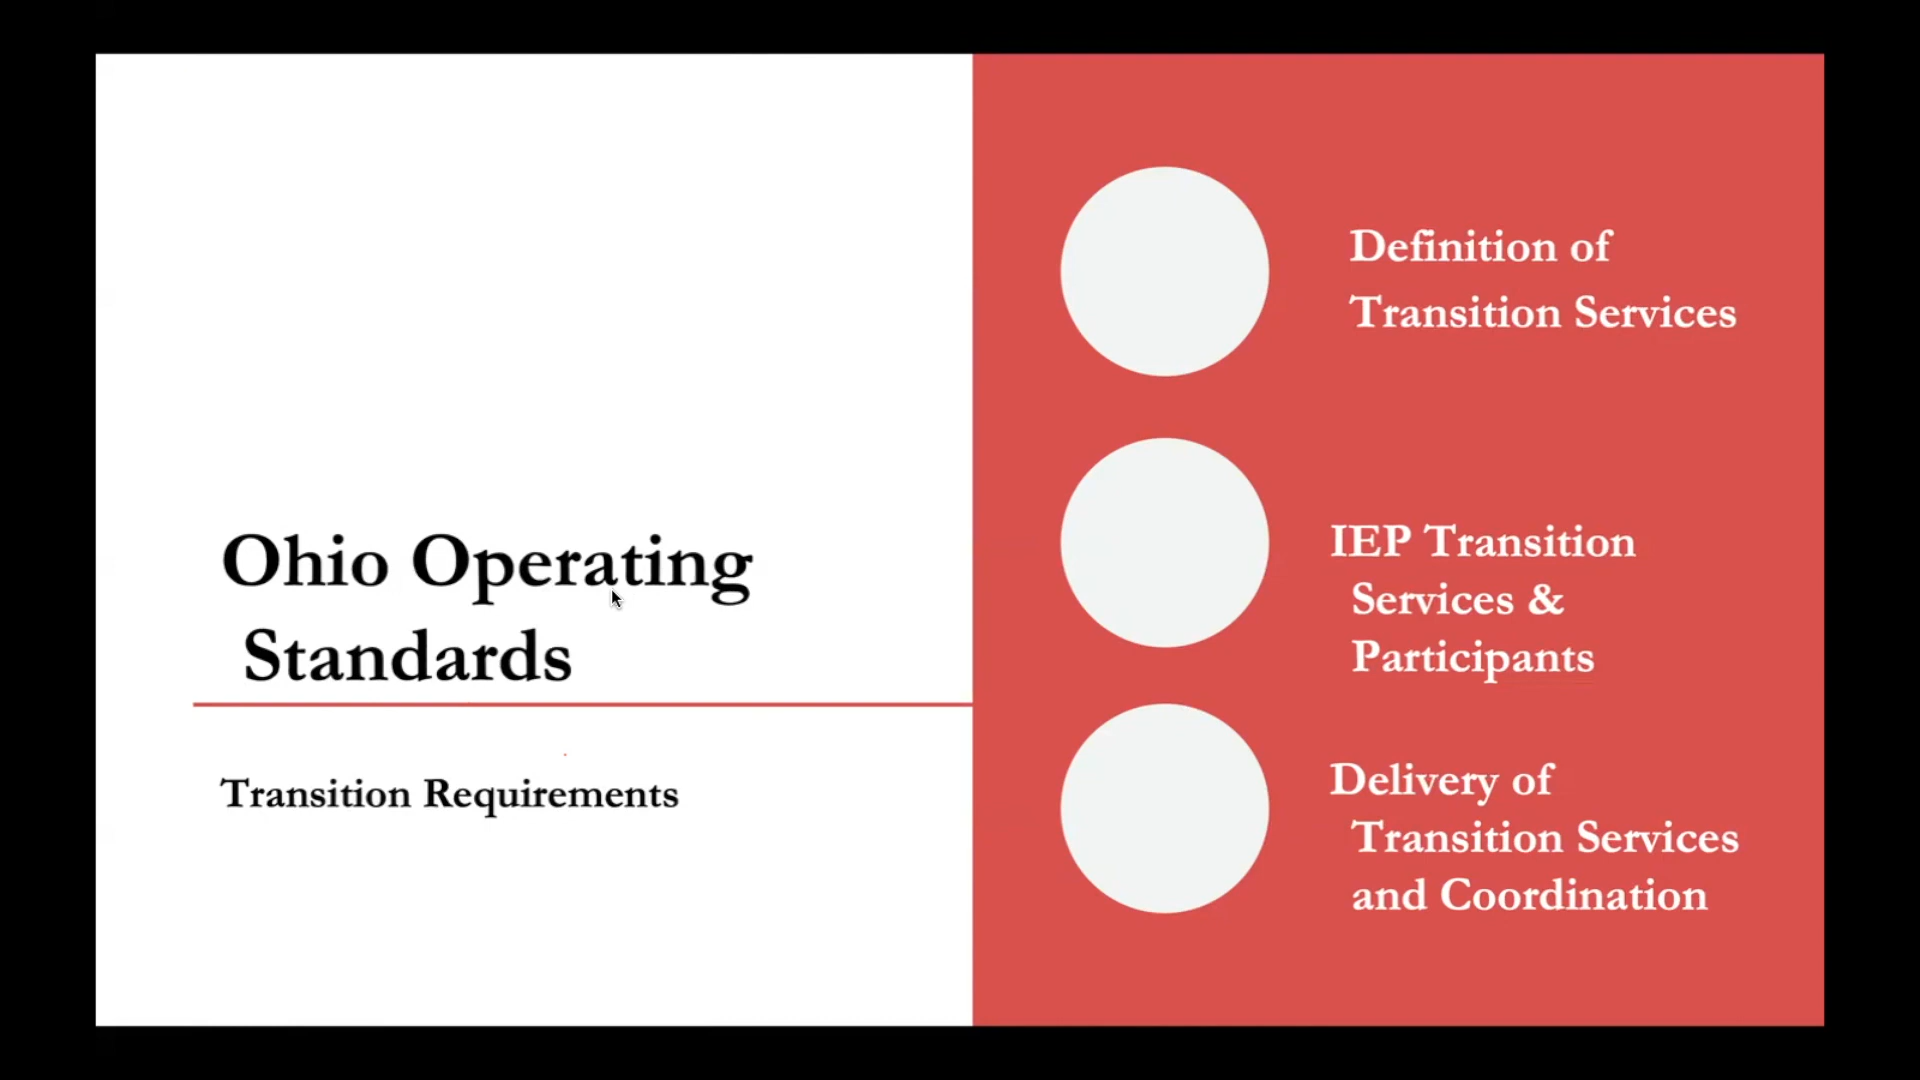 Ohio Operating
Standards
Transition Requirements
Definition of
Transition Services
IEP Transition
Services &
Participants
Delivery of
Transition Services
and Coordination